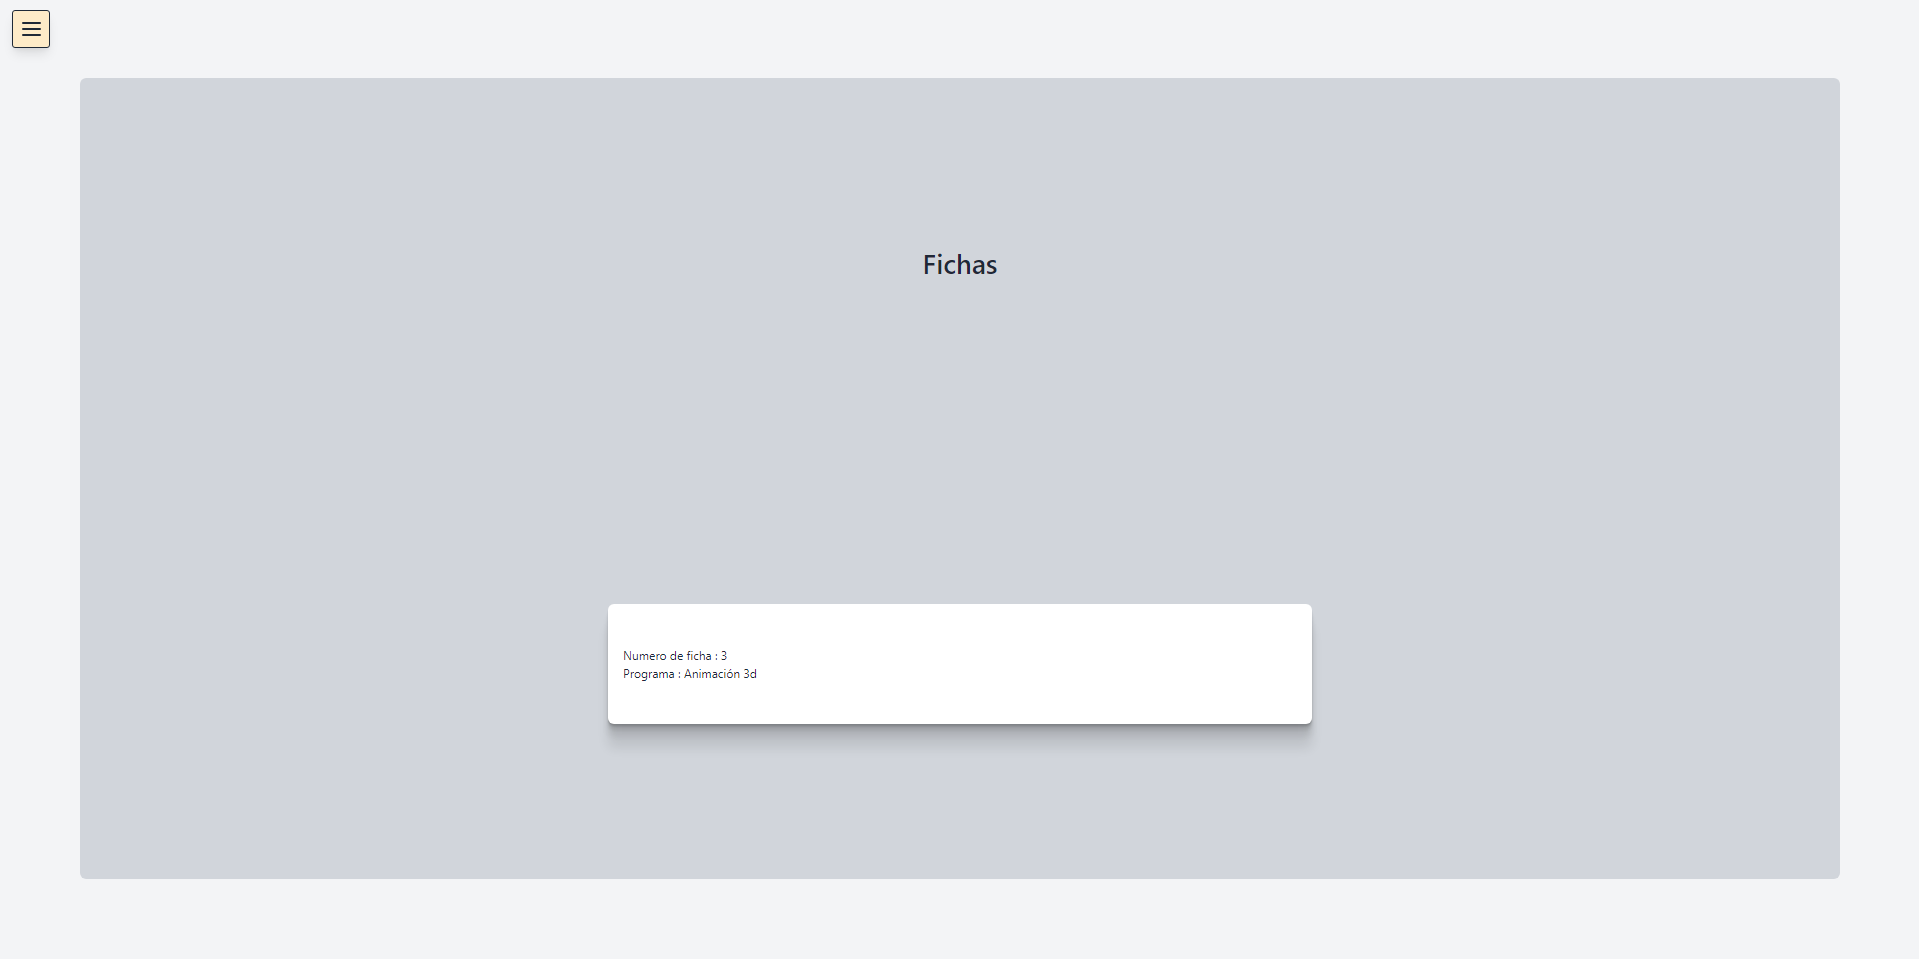 Fichas
Numero de ficha : 3
Programa : Animación 3d